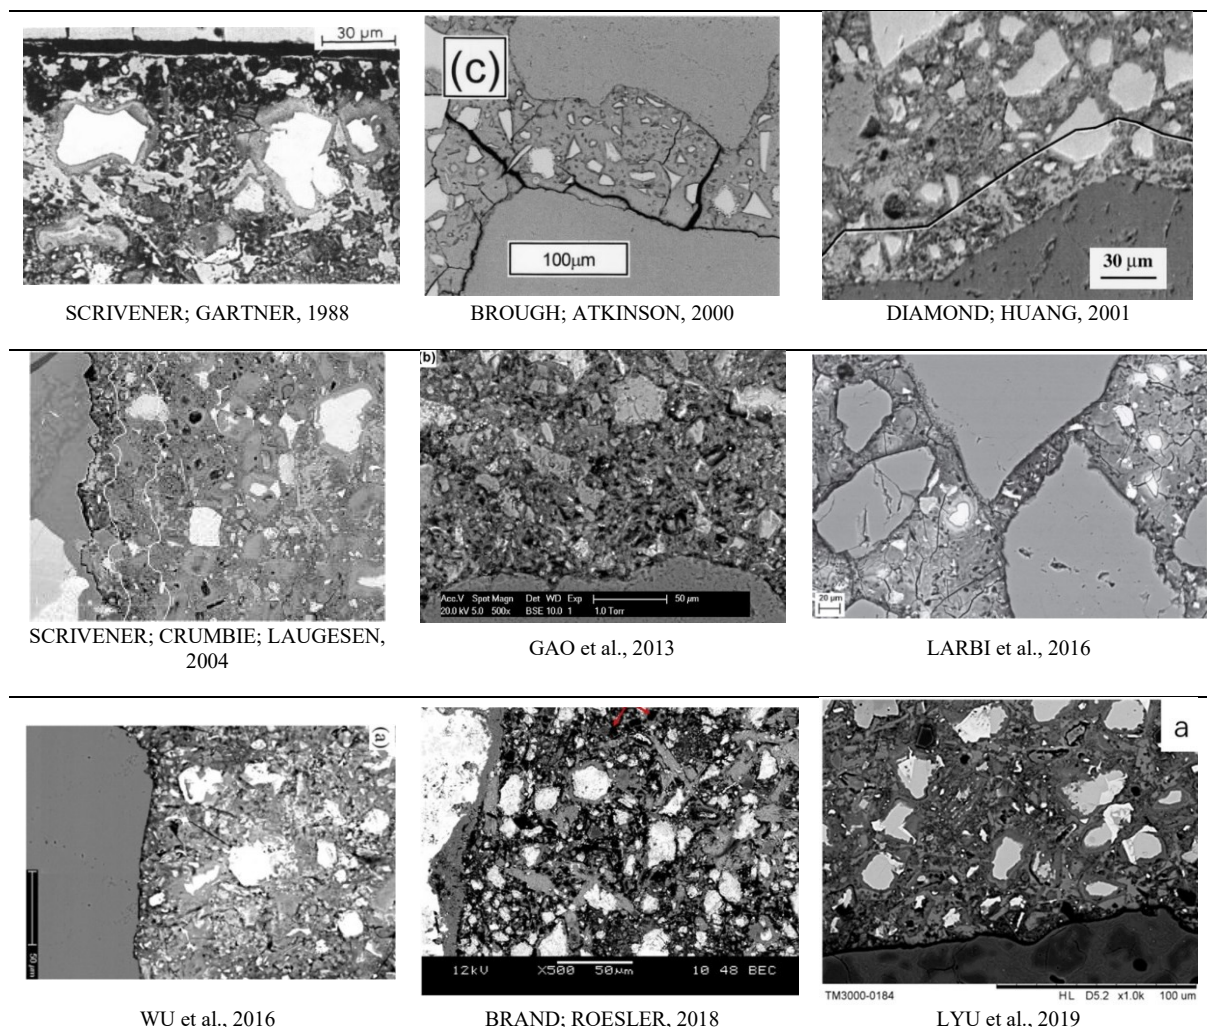 30 µm
(c)
100µm
30 µm
SCRIVENER; GARTNER, 1988
BROUGH; ATKINSON, 2000
DIAMOND; HUANG, 2001
(b)
Acc.V Spot Magn Det WD Exp 50 µm
20.0 kV 5.0 500x BSE 10.0 1 1.0 Torr
20 µm
SCRIVENER; CRUMBIE; LAUGESEN,
2004
GAO et al., 2013
LARBI et al., 2016
(a)
50 µm
12kV X500 50µm 10 48 BEC
a
TM3000-0184 HL D5.2 x1.0k 100 um
WU et al., 2016
BRAND; ROESLER, 2018
LYU et al., 2019